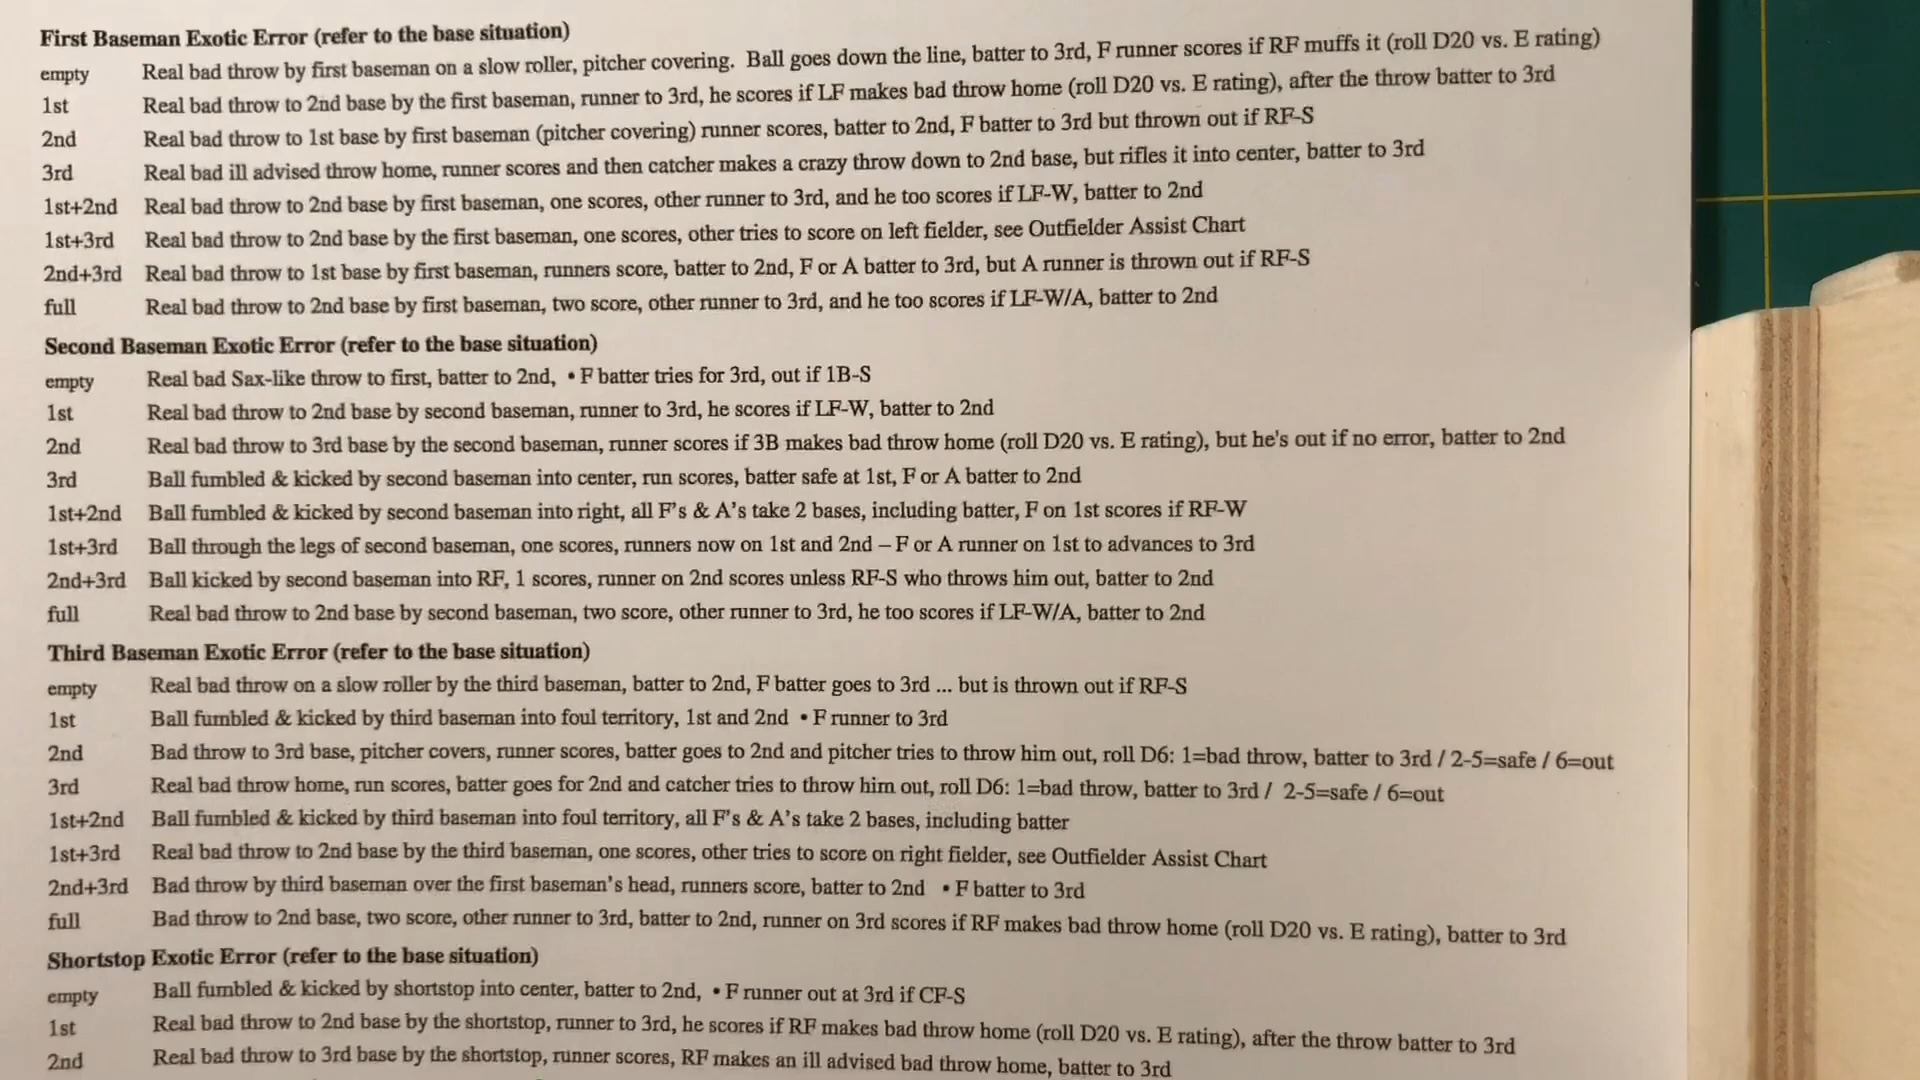 First Baseman Exotic Error (refer to the base situation)
empty Real bad throw by first baseman on a slow roller, pitcher covering. Ball goes down the line, batter to 3rd, F runner scores if RF muffs it (roll D20 vs. E rating)
1st Real bad throw to 2nd base by the first baseman, runner to 3rd, he scores if LF makes bad throw home (roll D20 vs. E rating), after the throw batter to 3rd
2nd Real bad throw to 1st base by first baseman (pitcher covering) runner scores, batter to 2nd, F batter to 3rd but thrown out if RF-S
3rd Real bad ill advised throw home, runner scores and then catcher makes a crazy throw down to 2nd base, but rifles it into center, batter to 3rd
1st+2nd Real bad throw to 2nd base by first baseman, one scores, other runner to 3rd, and he too scores if LF-W, batter to 2nd
1st+3rd Real bad throw to 2nd base by the first baseman, one scores, other tries to score on left fielder, see Outfielder Assist Chart
2nd+3rd Real bad throw to 1st base by first baseman, runners score, batter to 2nd, F or A batter to 3rd, but A runner is thrown out if RF-S
full Real bad throw to 2nd base by first baseman, two score, other runner to 3rd, and he too scores if LF-W/A, batter to 2nd
Second Baseman Exotic Error (refer to the base situation)
empty Real bad Sax-like throw to first, batter to 2nd, • F batter tries for 3rd, out if 1B-S
1st Real bad throw to 2nd base by second baseman, runner to 3rd, he scores if LF-W, batter to 2nd
2nd Real bad throw to 3rd base by the second baseman, runner scores if 3B makes bad throw home (roll D20 vs. E rating), but he's out if no error, batter to 2nd
3rd Ball fumbled & kicked by second baseman into center, run scores, batter safe at 1st, F or A batter to 2nd
1st+2nd Ball fumbled & kicked by second baseman into right, all F's & A's take 2 bases, including batter, F on 1st scores if RF-W
1st+3rd Ball through the legs of second baseman, one scores, runners now on 1st and 2nd – F or A runner on 1st to advances to 3rd
2nd+3rd Ball kicked by second baseman into RF, 1 scores, runner on 2nd scores unless RF-S who throws him out, batter to 2nd
full Real bad throw to 2nd base by second baseman, two score, other runner to 3rd, he too scores if LF-W/A, batter to 2nd
Third Baseman Exotic Error (refer to the base situation)
empty Real bad throw on a slow roller by the third baseman, batter to 2nd, F batter goes to 3rd ... but is thrown out if RF-S
1st Ball fumbled & kicked by third baseman into foul territory, 1st and 2nd • F runner to 3rd
2nd Bad throw to 3rd base, pitcher covers, runner scores, batter goes to 2nd and pitcher tries to throw him out, roll D6: 1=bad throw, batter to 3rd / 2-5=safe / 6=out
3rd Real bad throw home, run scores, batter goes for 2nd and catcher tries to throw him out, roll D6: 1=bad throw, batter to 3rd / 2-5=safe / 6=out
1st+2nd Ball fumbled & kicked by third baseman into foul territory, all F's & A's take 2 bases, including batter
1st+3rd Real bad throw to 2nd base by the third baseman, one scores, other tries to score on right fielder, see Outfielder Assist Chart
2nd+3rd Bad throw by third baseman over the first baseman's head, runners score, batter to 2nd • F batter to 3rd
full Bad throw to 2nd base, two score, other runner to 3rd, batter to 2nd, runner on 3rd scores if RF makes bad throw home (roll D20 vs. E rating), batter to 3rd
Shortstop Exotic Error (refer to the base situation)
empty Ball fumbled & kicked by shortstop into center, batter to 2nd, • F runner out at 3rd if CF-S
1st Real bad throw to 2nd base by the shortstop, runner to 3rd, he scores if RF makes bad throw home (roll D20 vs. E rating), after the throw batter to 3rd
2nd Real bad throw to 3rd base by the shortstop, runner scores, RF makes an ill advised bad throw home, batter to 3rd